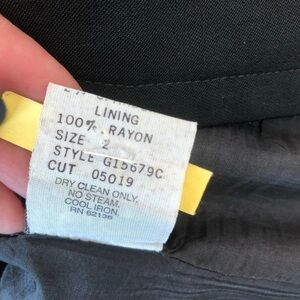 LINING
100% RAYON
SIZE 2
STYLE G15679C
CUT 05019
DRY CLEAN ONLY.
NO STEAM.
COOL IRON.
RN 62136